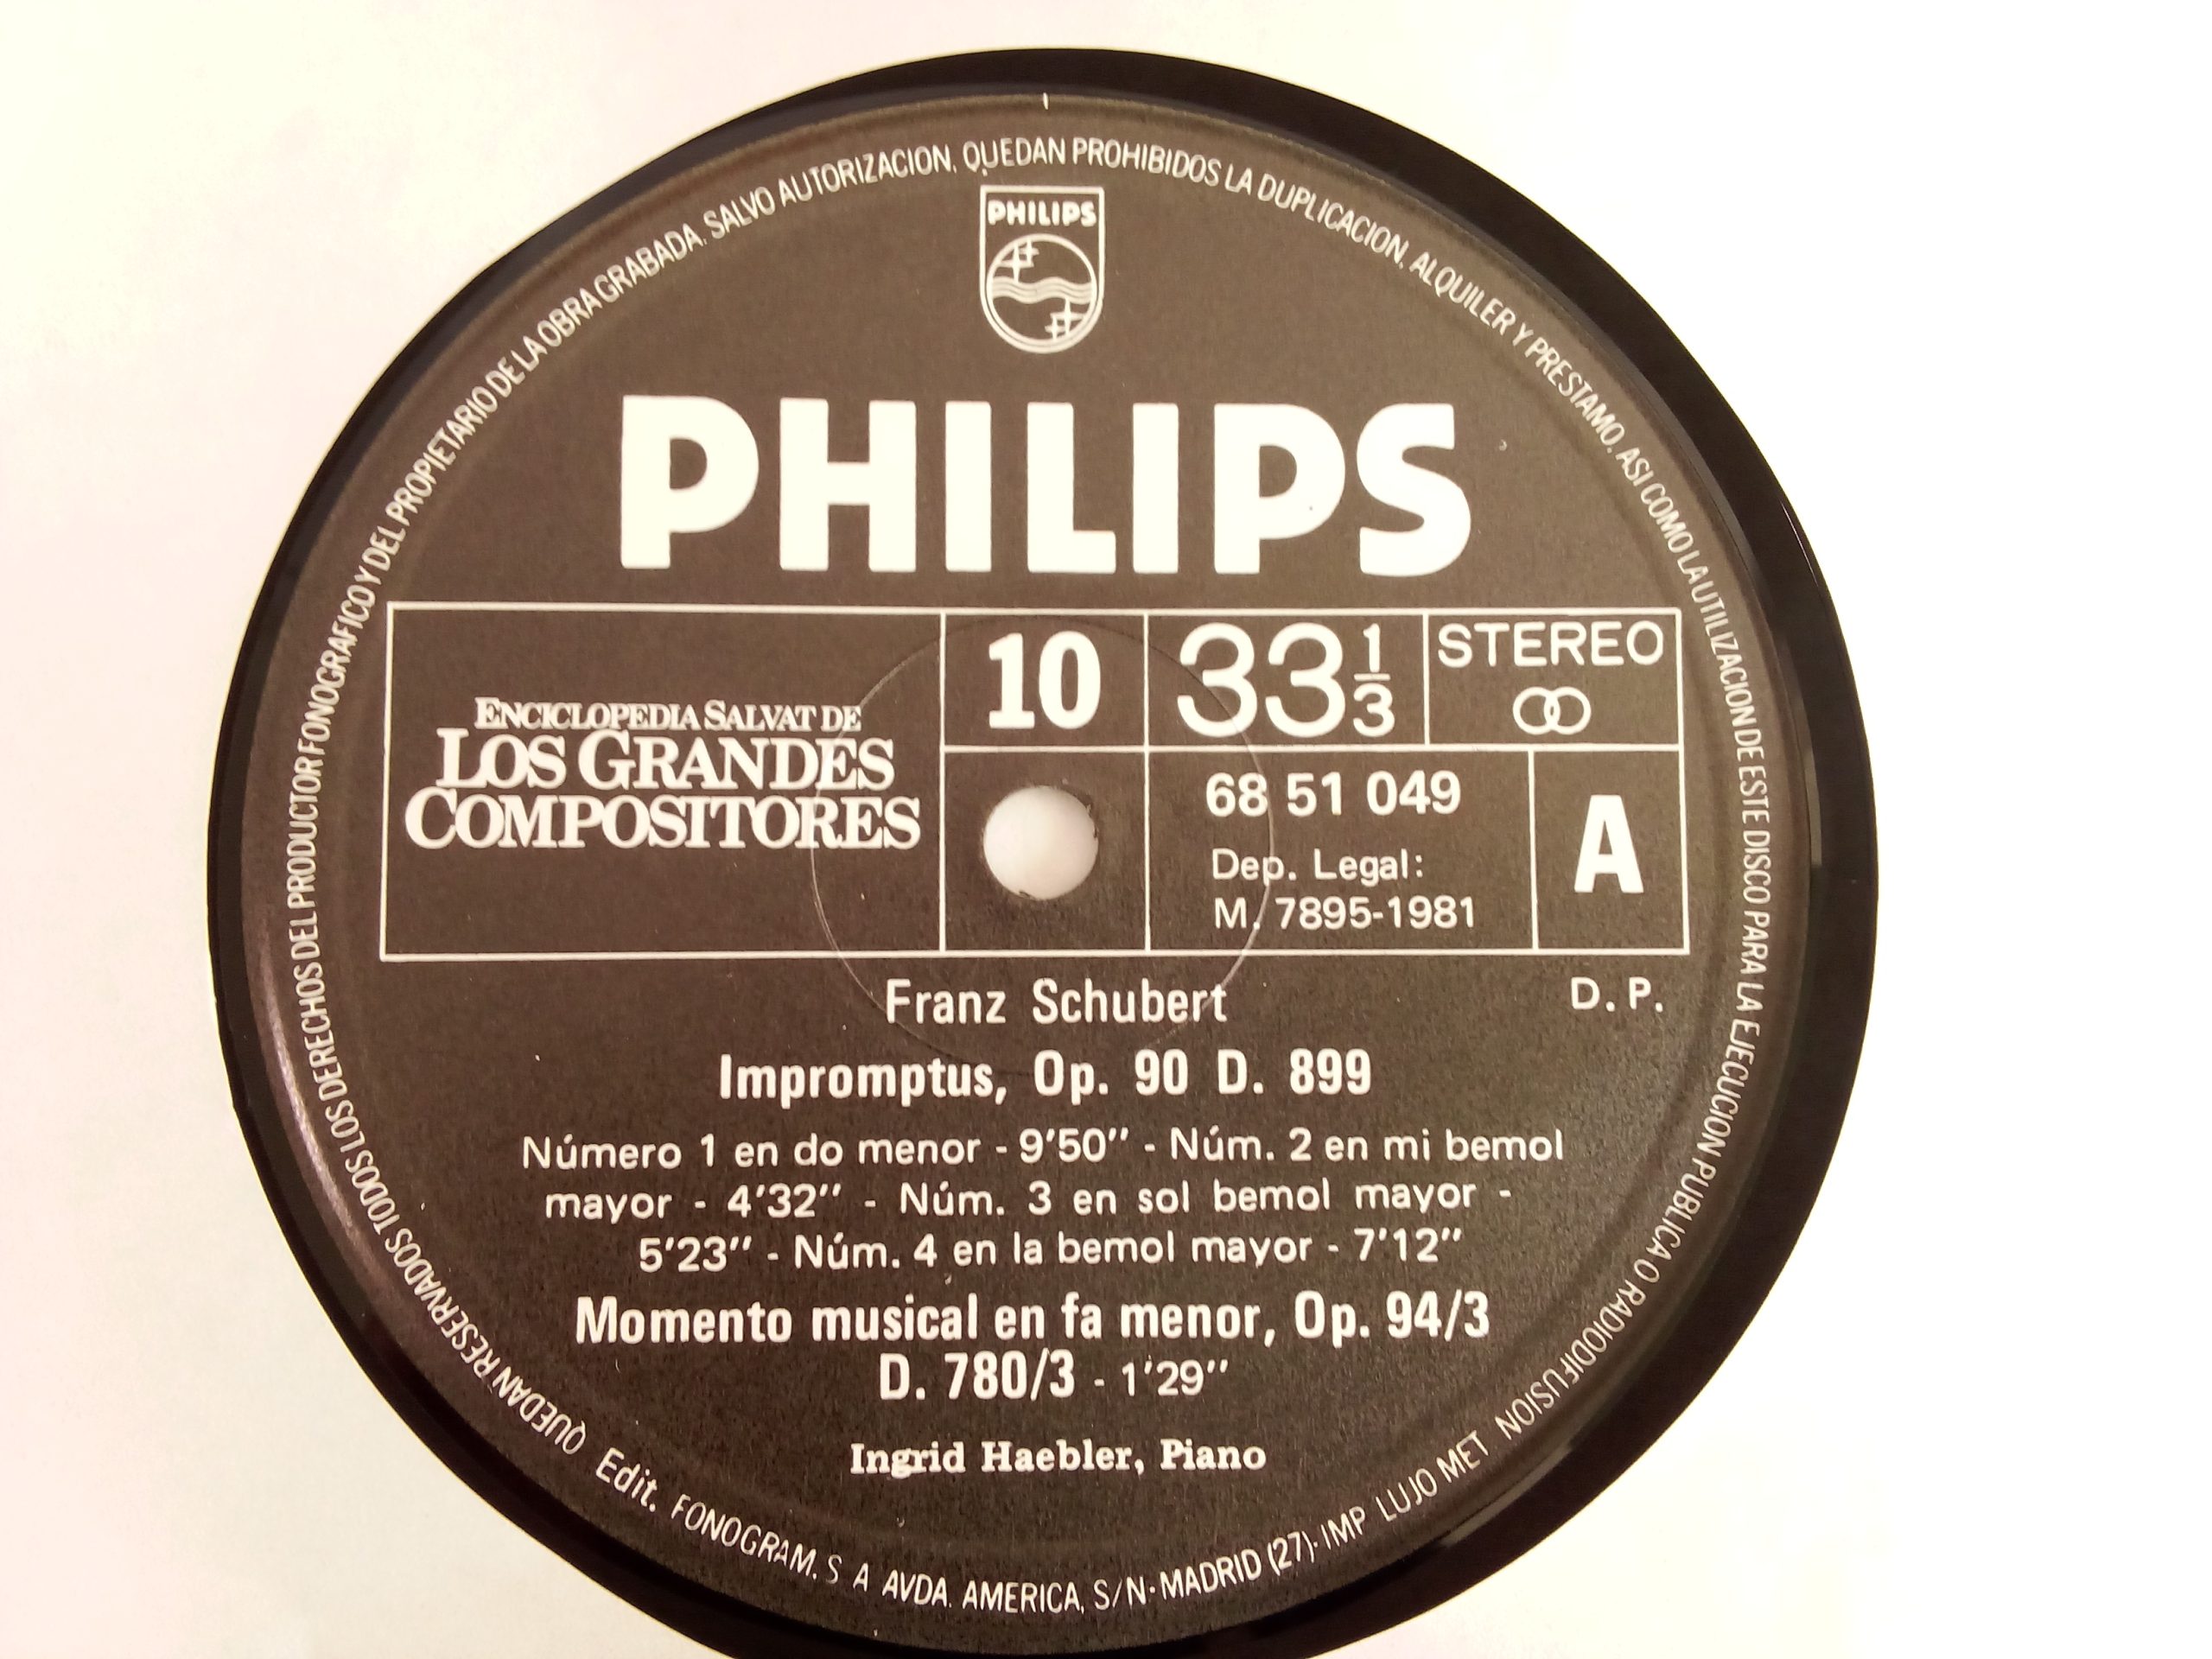 QUEDAN RESERVADOS TODOS LOS DERECHOS DEL PRODUCTOR FONOGRAFICO Y DEL PROPIETARIO DE LA OBRA GRABADA. SALVO AUTORIZACION, QUEDAN PROHIBIDOS LA DUPLICACION, ALQUILER Y PRESTAMO, ASI COMO LA UTILIZACION DE ESTE DISCO PARA LA EJECUCION PUBLICA O RADIODIFUSION
PHILIPS
PHILIPS
ENCICLOPEDIA SALVAT DE
LOS GRANDES
COMPOSITORES
10
33 1/3
STEREO
68 51 049
Dep. Legal:
M. 7895-1981
A
Franz Schubert
D. P.
Impromptus, Op. 90 D. 899
Número 1 en do menor - 9'50" - Núm. 2 en mi bemol
mayor - 4'32" - Núm. 3 en sol bemol mayor -
5'23" - Núm. 4 en la bemol mayor - 7'12"
Momento musical en fa menor, Op. 94/3
D. 780/3 - 1'29"
Ingrid Haebler, Piano
Edit. FONOGRAM, S A AVDA. AMERICA, S/N·MADRID (27)·IMP LUJO MET